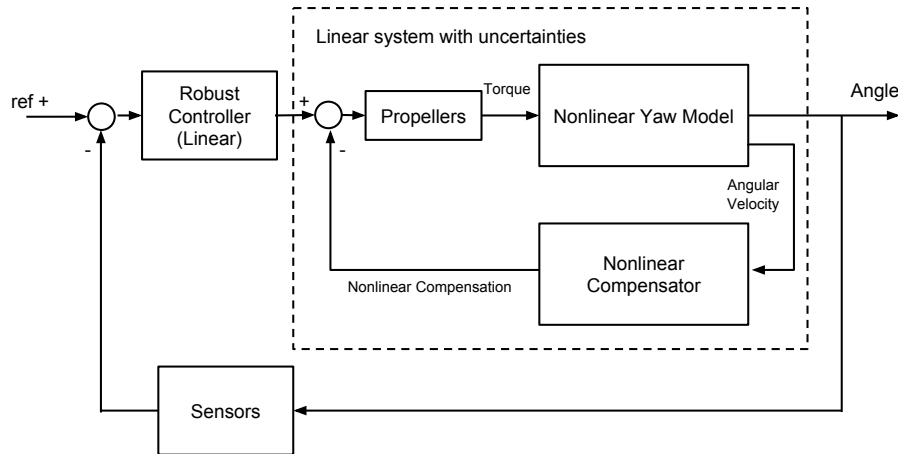 Linear system with uncertainties
ref +
-
Robust
Controller
(Linear)
+
-
Propellers
Torque
Nonlinear Yaw Model
Angle
Angular
Velocity
Nonlinear
Compensator
Nonlinear Compensation
Sensors